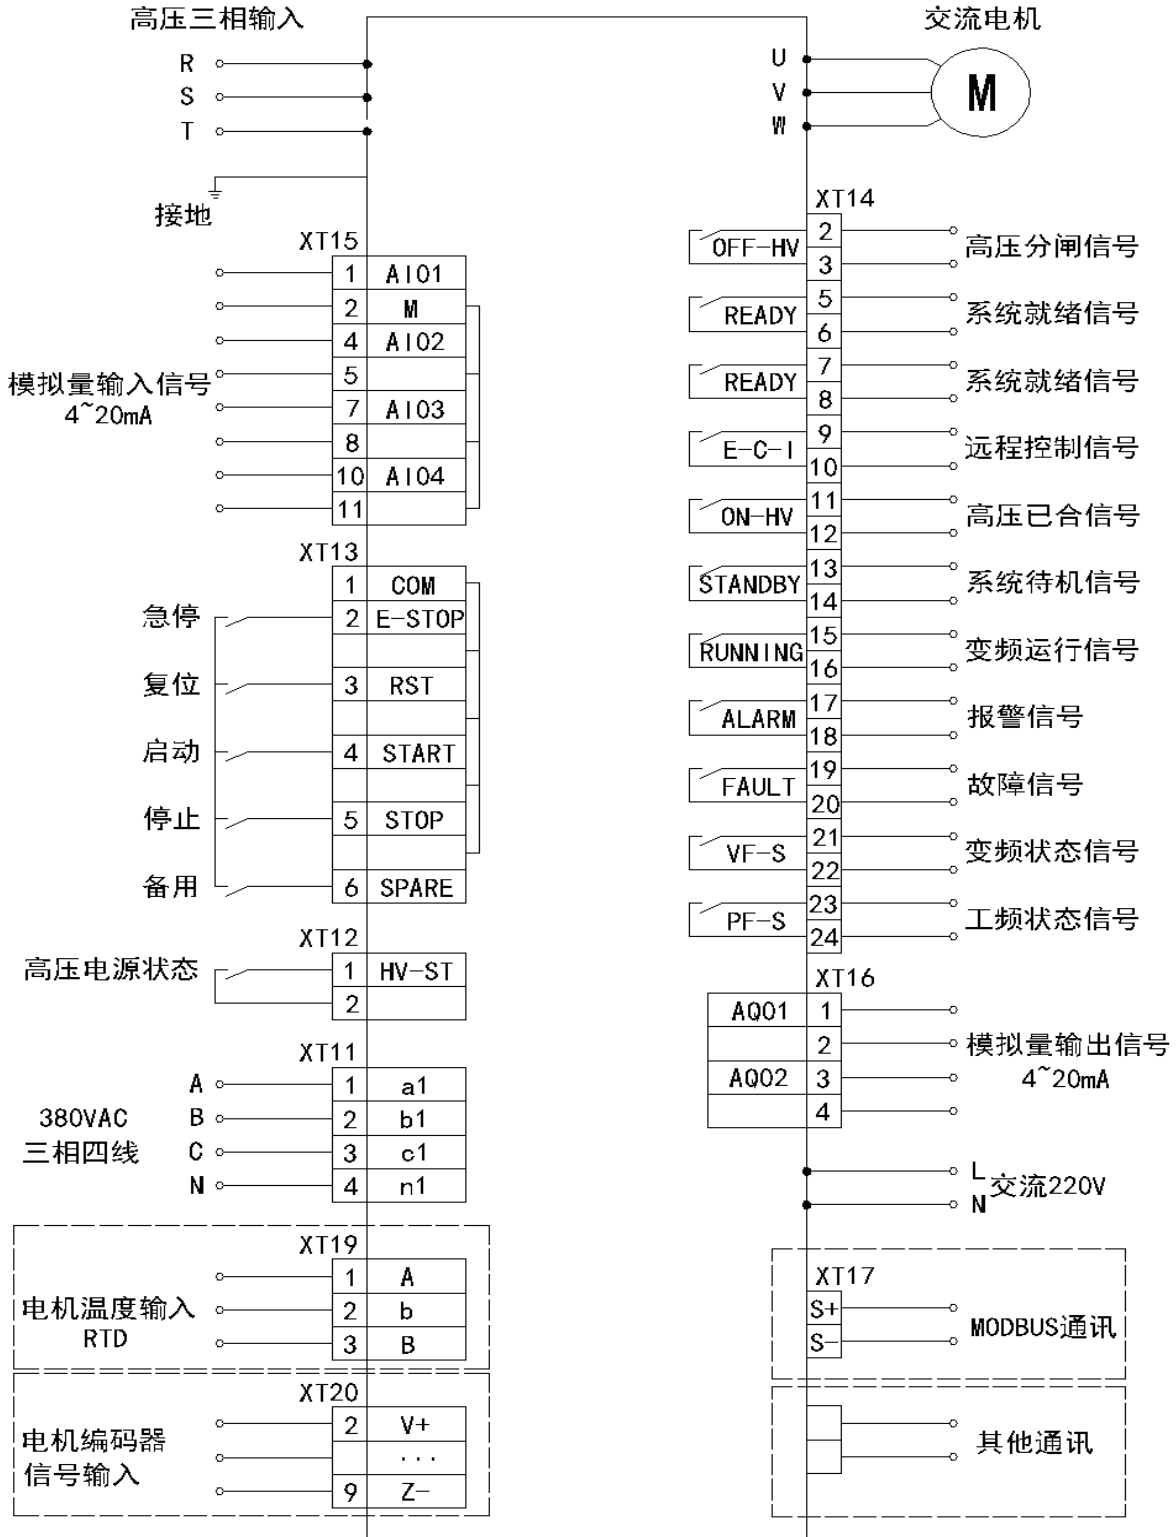 高压三相输入
R
S
T
接地
XT15
1 AI01
2 M
4 AI02
5
7 AI03
8
10 AI04
11
模拟量输入信号
4~20mA
XT13
1 COM
急停 2 E-STOP
复位 3 RST
启动 4 START
停止 5 STOP
备用 6 SPARE
XT12
高压电源状态 1 HV-ST
2
XT11
A 1 a1
B 2 b1
C 3 c1
N 4 n1
380VAC
三相四线
XT19
1 A
2 b
3 B
电机温度输入
RTD
XT20
2 V+
...
9 Z-
电机编码器
信号输入
交流电机
U
V
W
M
XT14
OFF-HV 2 3 高压分闸信号
READY 5 6 系统就绪信号
READY 7 8 系统就绪信号
E-C-I 9 10 远程控制信号
ON-HV 11 12 高压已合信号
STANDBY 13 14 系统待机信号
RUNNING 15 16 变频运行信号
ALARM 17 18 报警信号
FAULT 19 20 故障信号
VF-S 21 22 变频状态信号
PF-S 23 24 工频状态信号
XT16
AQ01 1
2
AQ02 3
4
模拟量输出信号
4~20mA
L
N
交流220V
XT17
S+
S-
MODBUS通讯
其他通讯